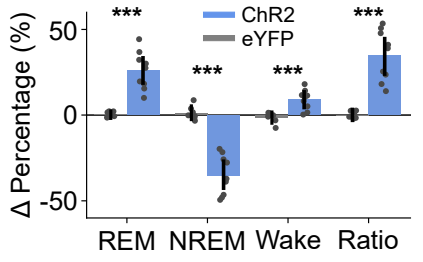 *** ChR2 ***
eYFP
*** ***
Δ Percentage (%)
50
0
-50
REM NREM Wake Ratio